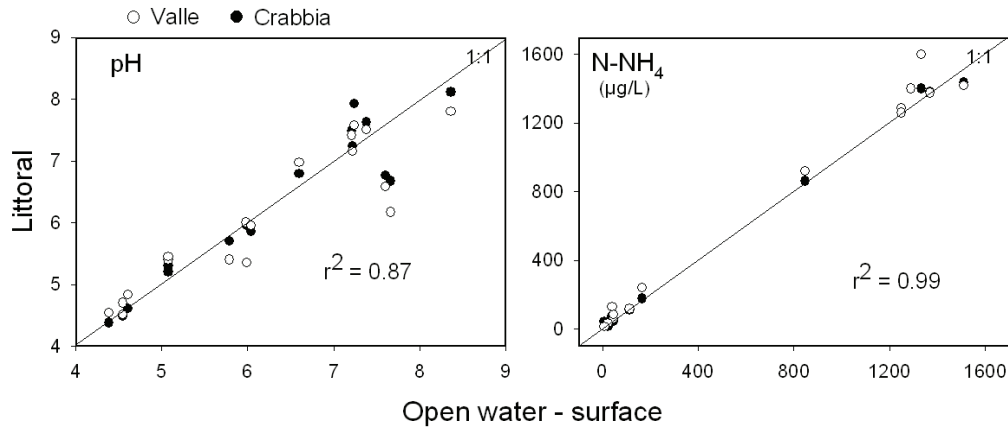 Valle Crabbia
pH
1:1
9
8
7
6
5
4
r² = 0.87
4 5 6 7 8 9
N-NH₄
(µg/L)
1:1
1600
1200
800
400
0
r² = 0.99
0 400 800 1200 1600
Littoral
Open water - surface